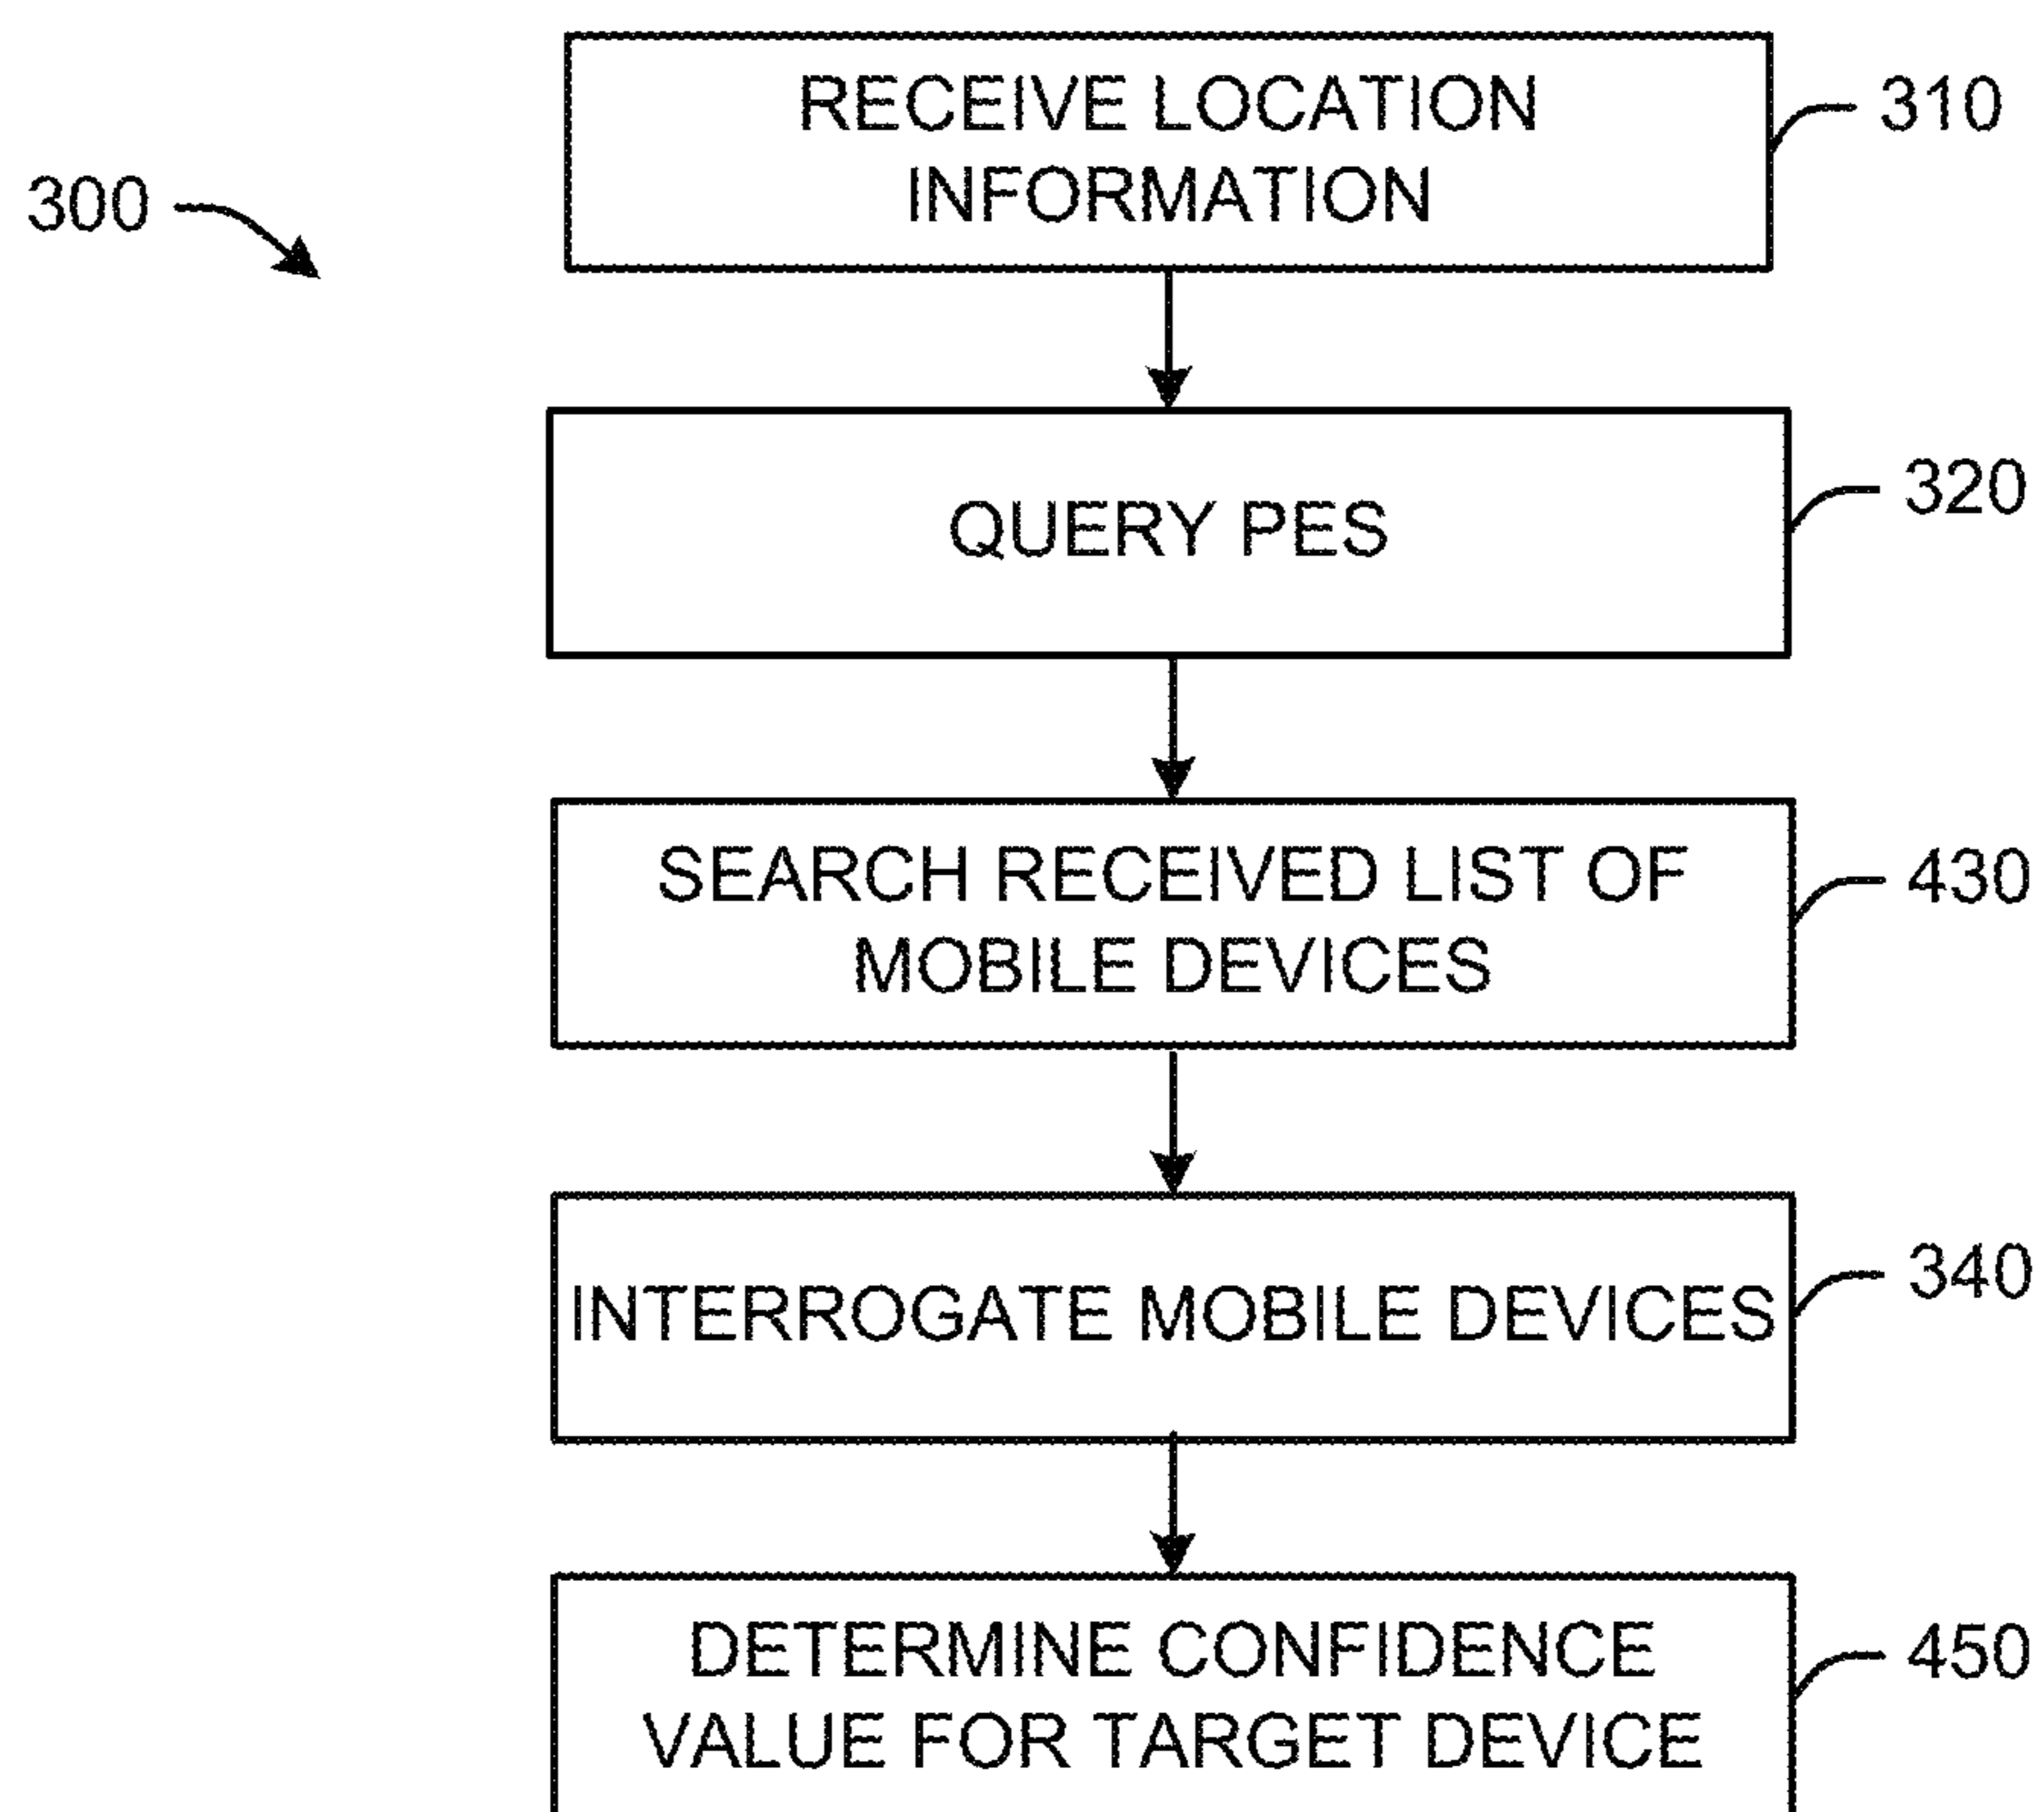 300
RECEIVE LOCATION
INFORMATION
310
QUERY PES
320
SEARCH RECEIVED LIST OF
MOBILE DEVICES
430
INTERROGATE MOBILE DEVICES
340
DETERMINE CONFIDENCE
VALUE FOR TARGET DEVICE
450